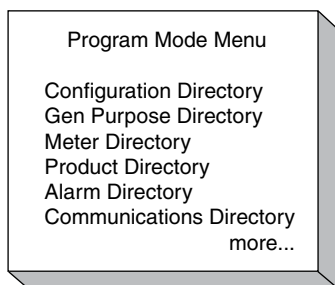 Program Mode Menu
Configuration Directory
Gen Purpose Directory
Meter Directory
Product Directory
Alarm Directory
Communications Directory
more...